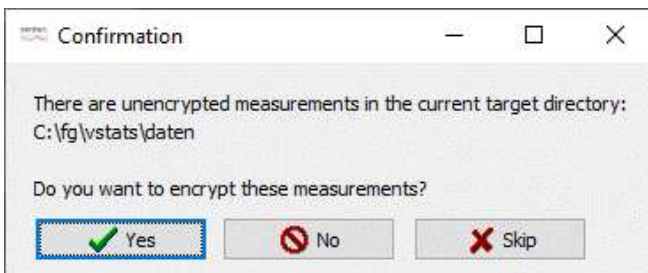 Confirmation
There are unencrypted measurements in the current target directory:
C:\fg\vstats\daten
Do you want to encrypt these measurements?
Yes
No
Skip